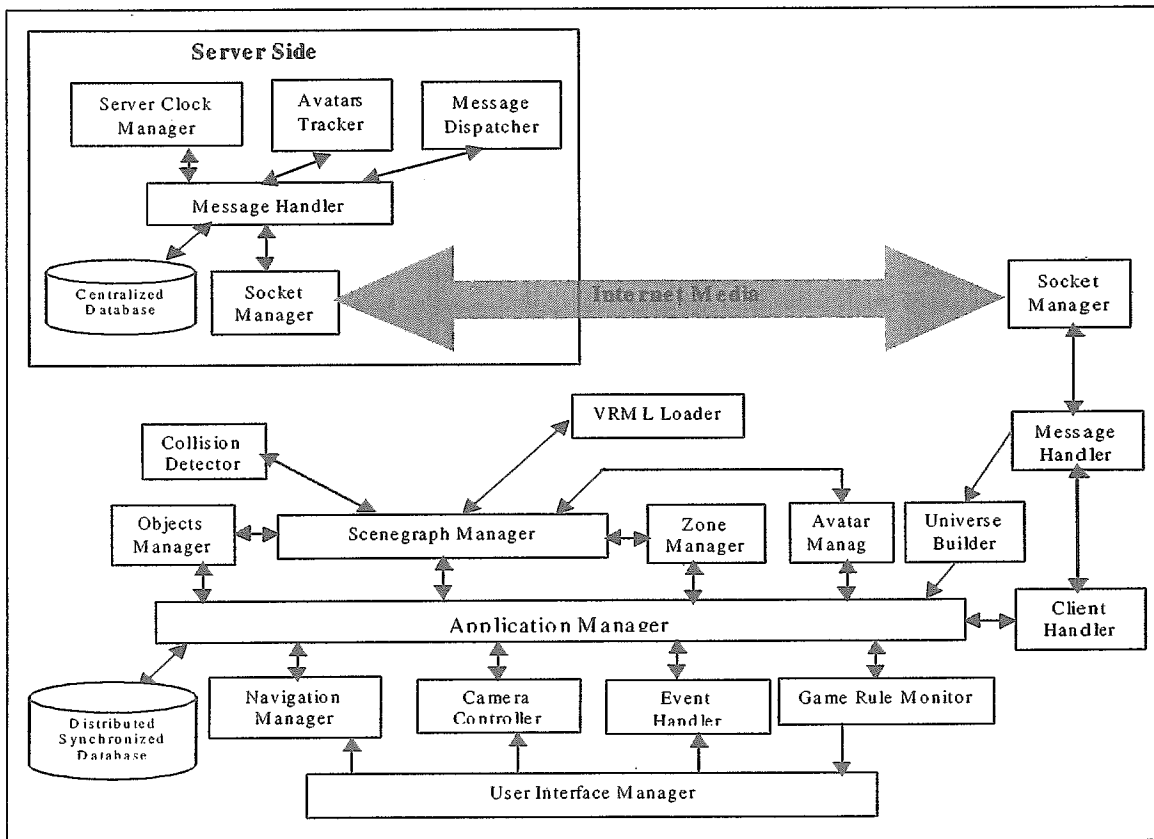 Server Side
Server Clock
Manager
Avatars
Tracker
Message
Dispatcher
Message Handler
Centralized
Database
Socket
Manager
Internet Media
Socket
Manager
VRML Loader
Collision
Detector
Message
Handler
Objects
Manager
Scenegraph Manager
Zone
Manager
Avatar
Manag
Universe
Builder
Application Manager
Client
Handler
Distributed
Synchronized
Database
Navigation
Manager
Camera
Controller
Event
Handler
Game Rule Monitor
User Interface Manager